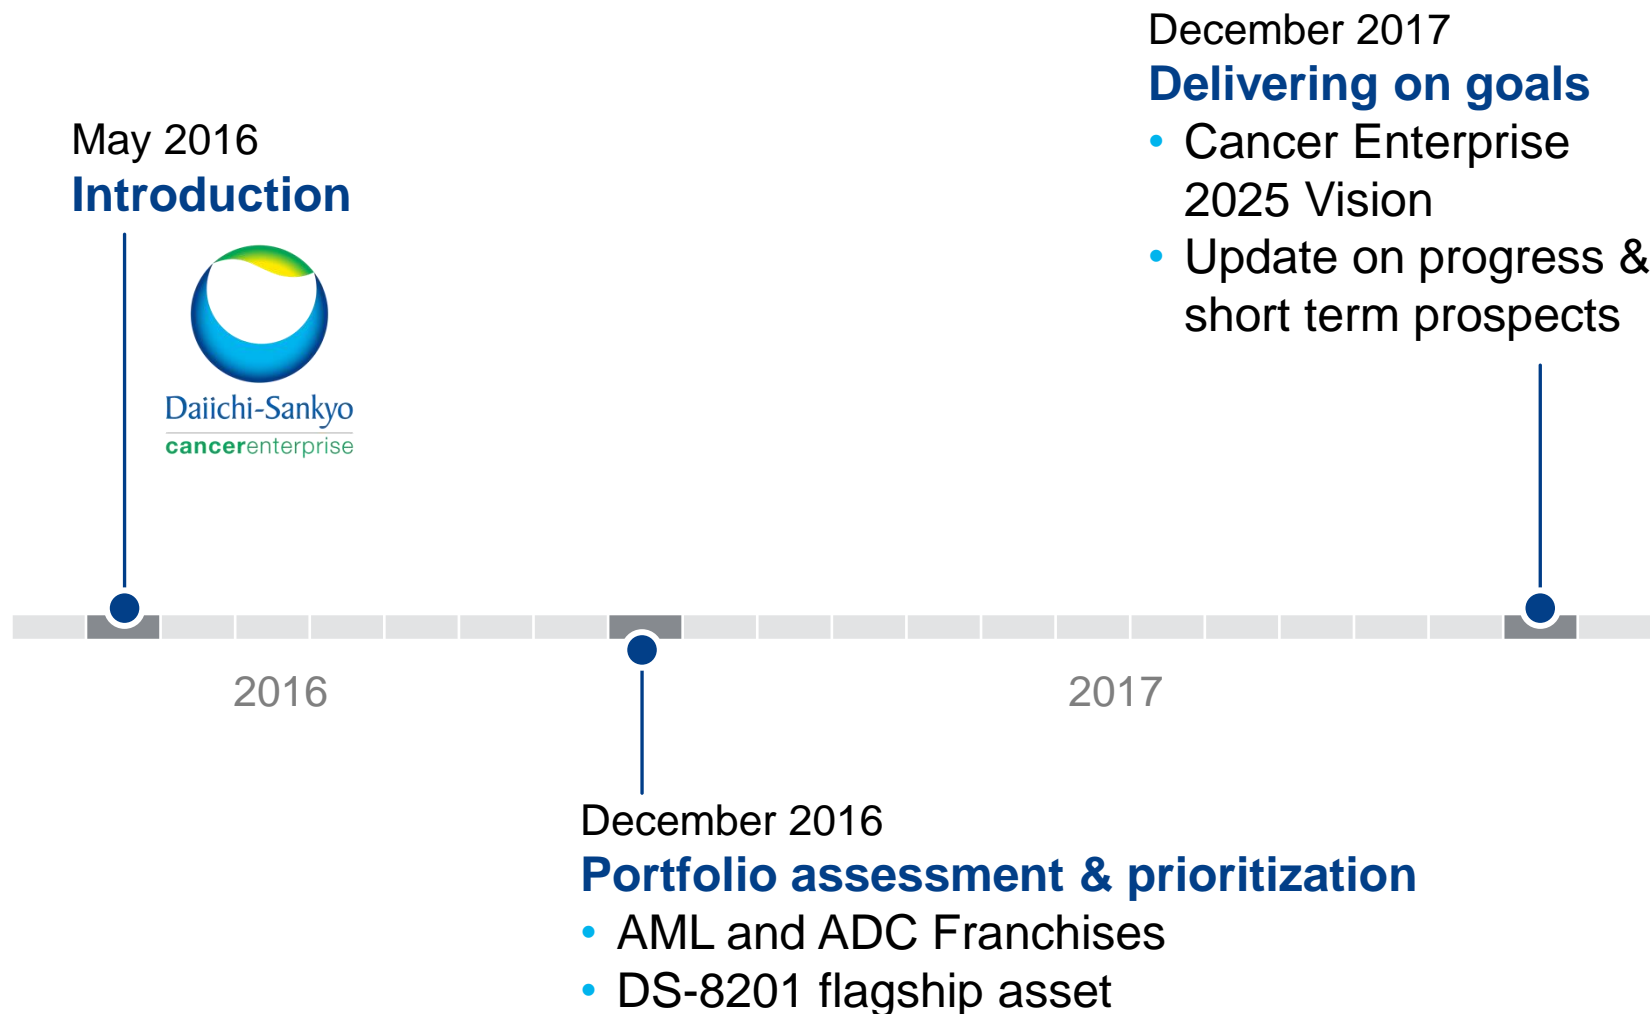 May 2016
Introduction
Daiichi-Sankyo
cancerenterprise
December 2017
Delivering on goals
• Cancer Enterprise
2025 Vision
• Update on progress &
short term prospects
2016
2017
December 2016
Portfolio assessment & prioritization
• AML and ADC Franchises
• DS-8201 flagship asset